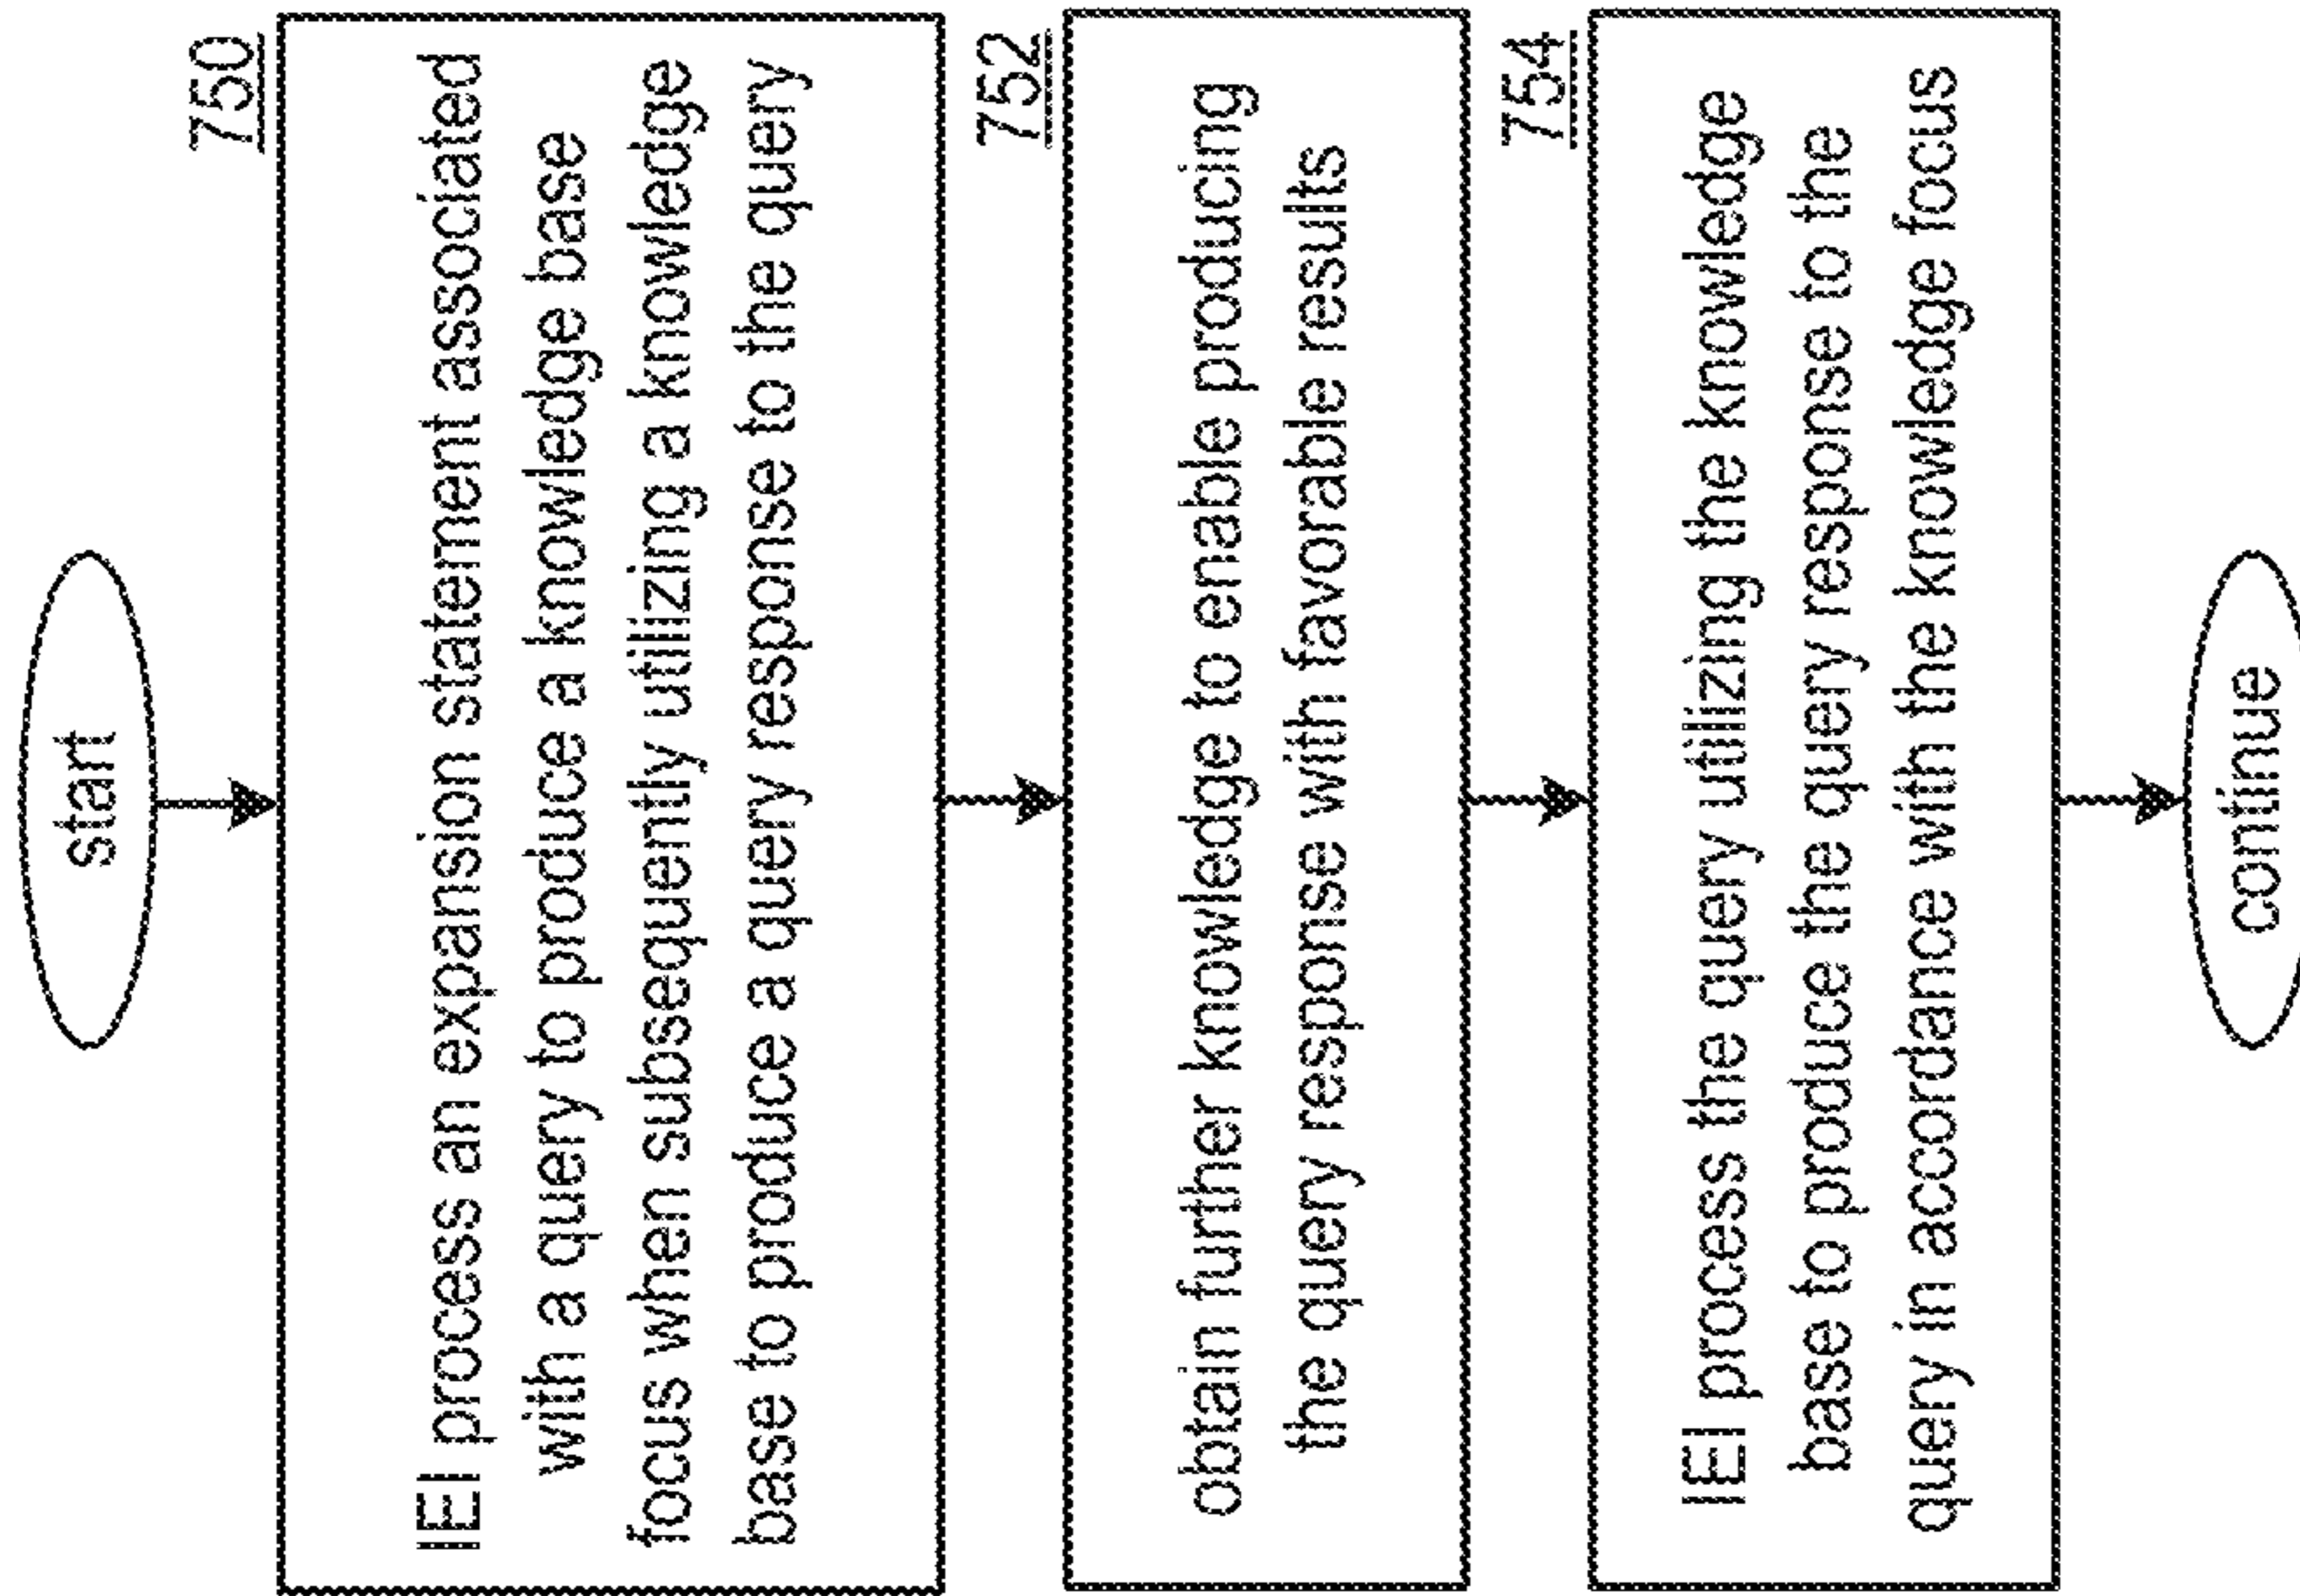 start
750
IEI process an expansion statement associated
with a query to produce a knowledge base
focus when subsequently utilizing a knowledge
base to produce a query response to the query
752
obtain further knowledge to enable producing
the query response with favorable results
754
IEI process the query utilizing the knowledge
base to produce the query response to the
query in accordance with the knowledge focus
continue